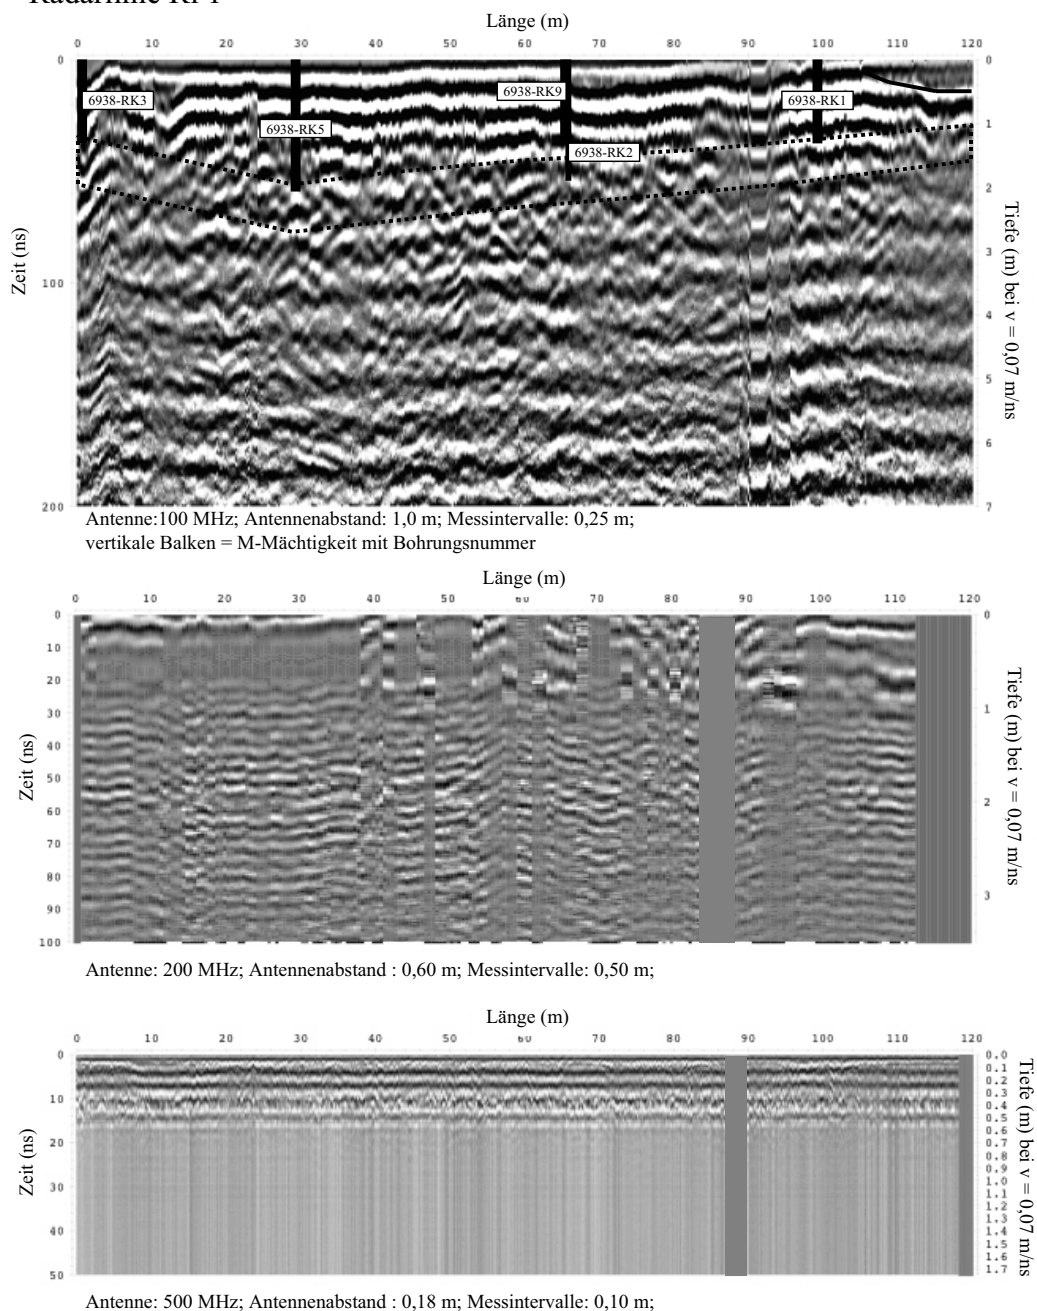 Länge (m)
0 10 20 30 40 50 60 70 80 90 100 110 120
0
100
200
Zeit (ns)
6938-RK3
6938-RK5
6938-RK9
6938-RK2
6938-RK1
0
1
2
3
4
5
6
7
Tiefe (m) bei v = 0,07 m/ns
Antenne:100 MHz; Antennenabstand: 1,0 m; Messintervalle: 0,25 m;
vertikale Balken = M-Mächtigkeit mit Bohrungsnummer
Länge (m)
0 10 20 30 40 50 60 70 80 90 100 110 120
0
10
20
30
40
50
60
70
80
90
100
Zeit (ns)
0
1
2
3
Tiefe (m) bei v = 0,07 m/ns
Antenne: 200 MHz; Antennenabstand : 0,60 m; Messintervalle: 0,50 m;
Länge (m)
0 10 20 30 40 50 60 70 80 90 100 110 120
0
10
20
30
40
50
Zeit (ns)
0.0
0.1
0.2
0.3
0.4
0.5
0.6
0.7
0.8
0.9
1.0
1.1
1.2
1.3
1.4
1.5
1.6
1.7
Tiefe (m) bei v = 0,07 m/ns
Antenne: 500 MHz; Antennenabstand : 0,18 m; Messintervalle: 0,10 m;